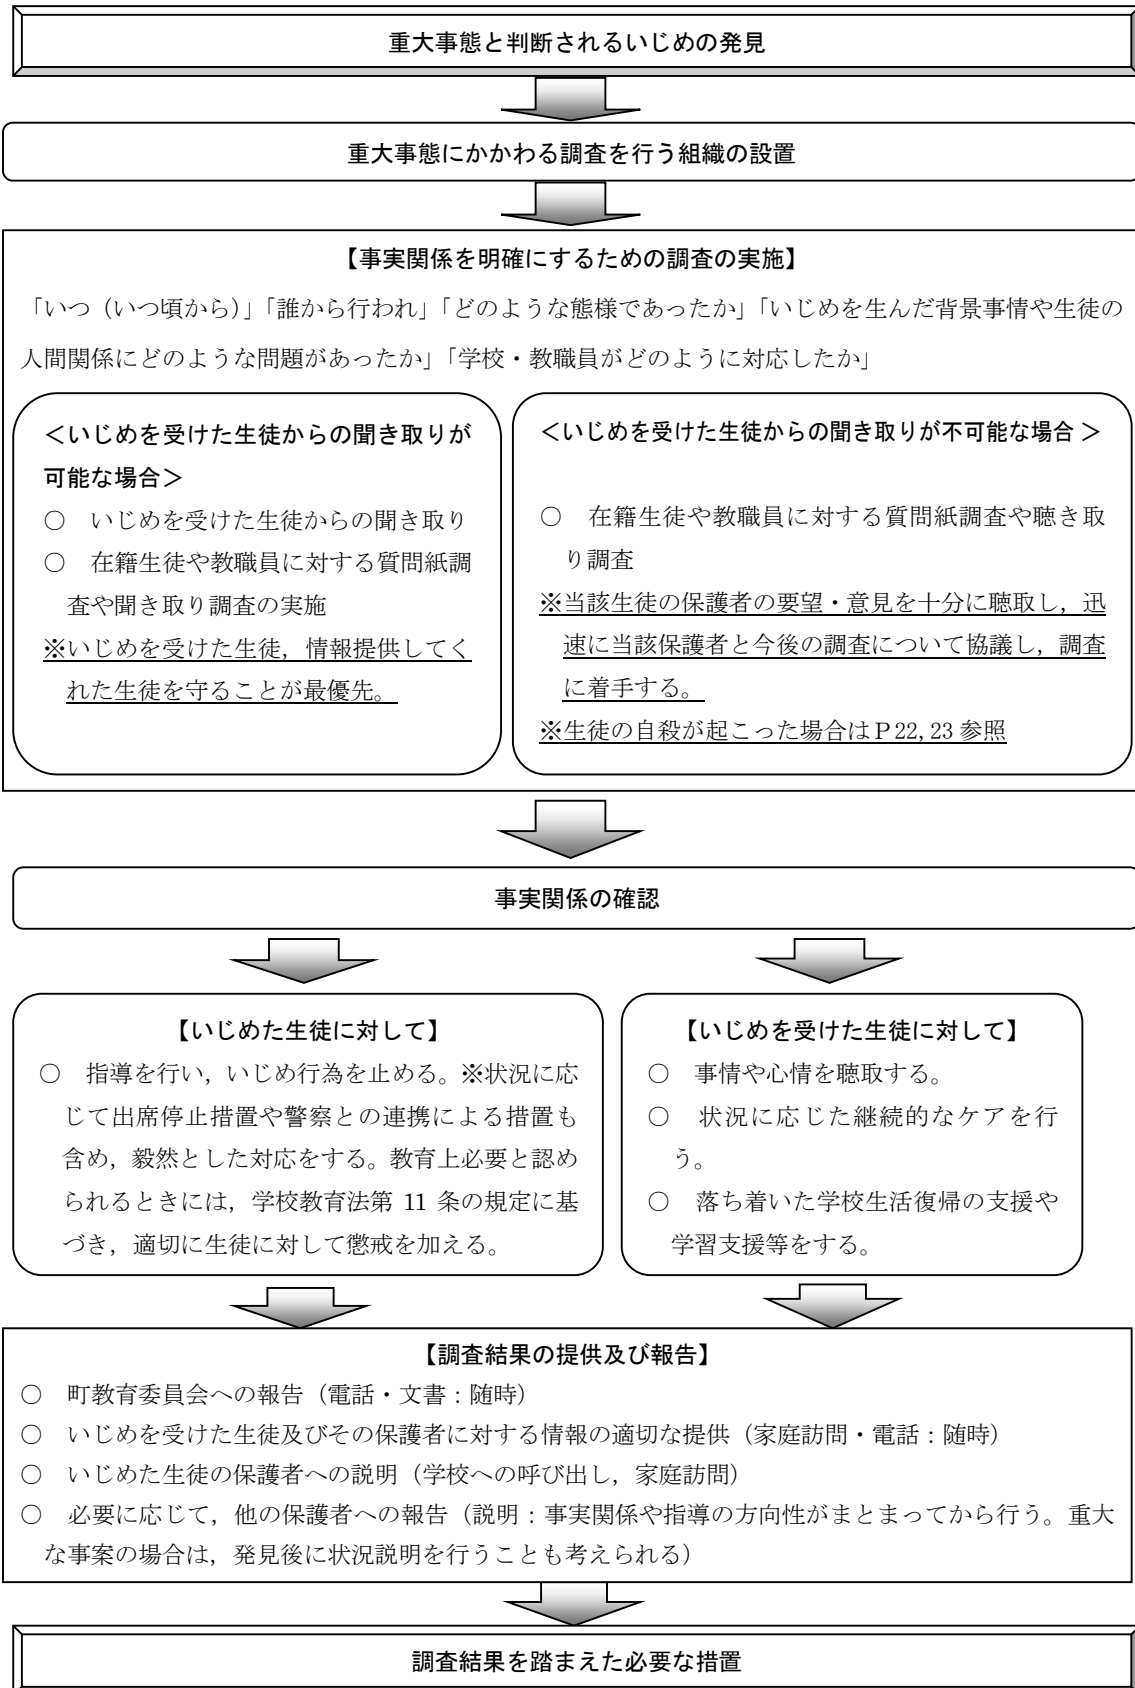 重大事態と判断されるいじめの発見
重大事態にかかわる調査を行う組織の設置
【事実関係を明確にするための調査の実施】
「いつ（いつ頃から）」「誰から行われ」「どのような態様であったか」「いじめを生んだ背景事情や生徒の
人間関係にどのような問題があったか」「学校・教職員がどのように対応したか」
＜いじめを受けた生徒からの聞き取りが
可能な場合＞
○　いじめを受けた生徒からの聞き取り
○　在籍生徒や教職員に対する質問紙調
査や聞き取り調査の実施
※いじめを受けた生徒，情報提供してく
れた生徒を守ることが最優先。
＜いじめを受けた生徒からの聞き取りが不可能な場合 ＞
○　在籍生徒や教職員に対する質問紙調査や聴き取
り調査
※当該生徒の保護者の要望・意見を十分に聴取し，迅
速に当該保護者と今後の調査について協議し，調査
に着手する。
※生徒の自殺が起こった場合はＰ22, 23 参照
事実関係の確認
【いじめた生徒に対して】
○　指導を行い，いじめ行為を止める。※状況に応
じて出席停止措置や警察との連携による措置も
含め，毅然とした対応をする。教育上必要と認め
られるときには，学校教育法第 11 条の規定に基
づき，適切に生徒に対して懲戒を加える。
【いじめを受けた生徒に対して】
○　事情や心情を聴取する。
○　状況に応じた継続的なケアを行
う。
○　落ち着いた学校生活復帰の支援や
学習支援等をする。
【調査結果の提供及び報告】
○　町教育委員会への報告（電話・文書：随時）
○　いじめを受けた生徒及びその保護者に対する情報の適切な提供（家庭訪問・電話：随時）
○　いじめた生徒の保護者への説明（学校への呼び出し，家庭訪問）
○　必要に応じて，他の保護者への報告（説明：事実関係や指導の方向性がまとまってから行う。重大
な事案の場合は，発見後に状況説明を行うことも考えられる）
調査結果を踏まえた必要な措置